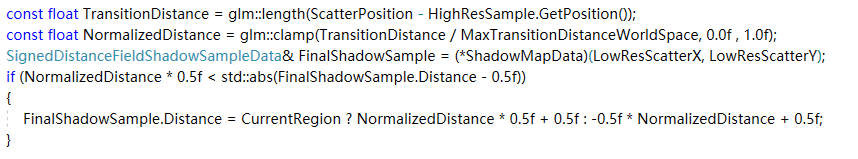 const float TransitionDistance = glm::length(ScatterPosition - HighResSample.GetPosition());
const float NormalizedDistance = glm::clamp(TransitionDistance / MaxTransitionDistanceWorldSpace, 0.0f , 1.0f);
SignedDistanceFieldShadowSampleData& FinalShadowSample = (*ShadowMapData)(LowResScatterX, LowResScatterY);
if (NormalizedDistance * 0.5f < std::abs(FinalShadowSample.Distance - 0.5f))
{
FinalShadowSample.Distance = CurrentRegion ? NormalizedDistance * 0.5f + 0.5f : -0.5f * NormalizedDistance + 0.5f;
}